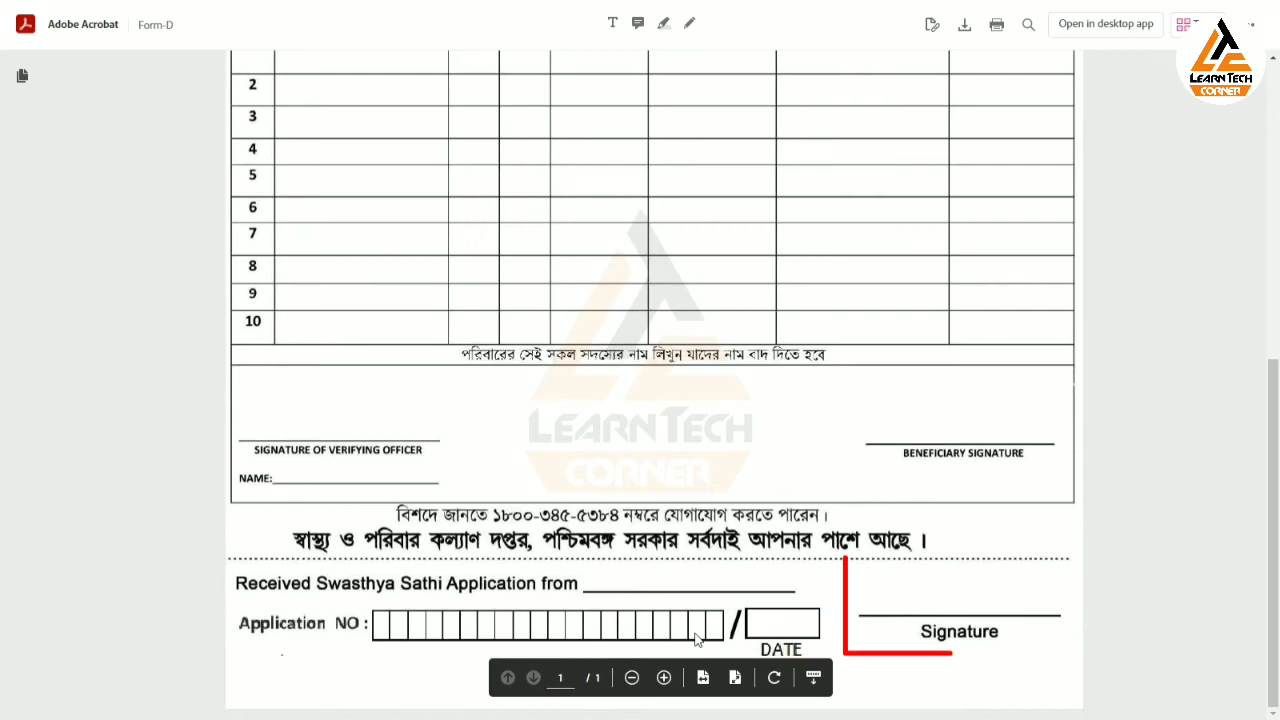 Adobe Acrobat
Form-D
Open in desktop app
LEARNTECH
CORNER
2
3
4
5
6
7
8
9
10
পরিবারের সেই সকল সদস্যের নাম লিখুন যাদের নাম বাদ দিতে হবে
LEARNTECH
CORNER
SIGNATURE OF VERIFYING OFFICER
BENEFICIARY SIGNATURE
NAME:
বিশদে জানতে ১৮০০-৩৪৫-৫৩৮৪ নম্বরে যোগাযোগ করতে পারেন।
স্বাস্থ্য ও পরিবার কল্যাণ দপ্তর, পশ্চিমবঙ্গ সরকার সর্বদাই আপনার পাশে আছে ।
Received Swasthya Sathi Application from
Application NO :
/
DATE
Signature
1 / 1